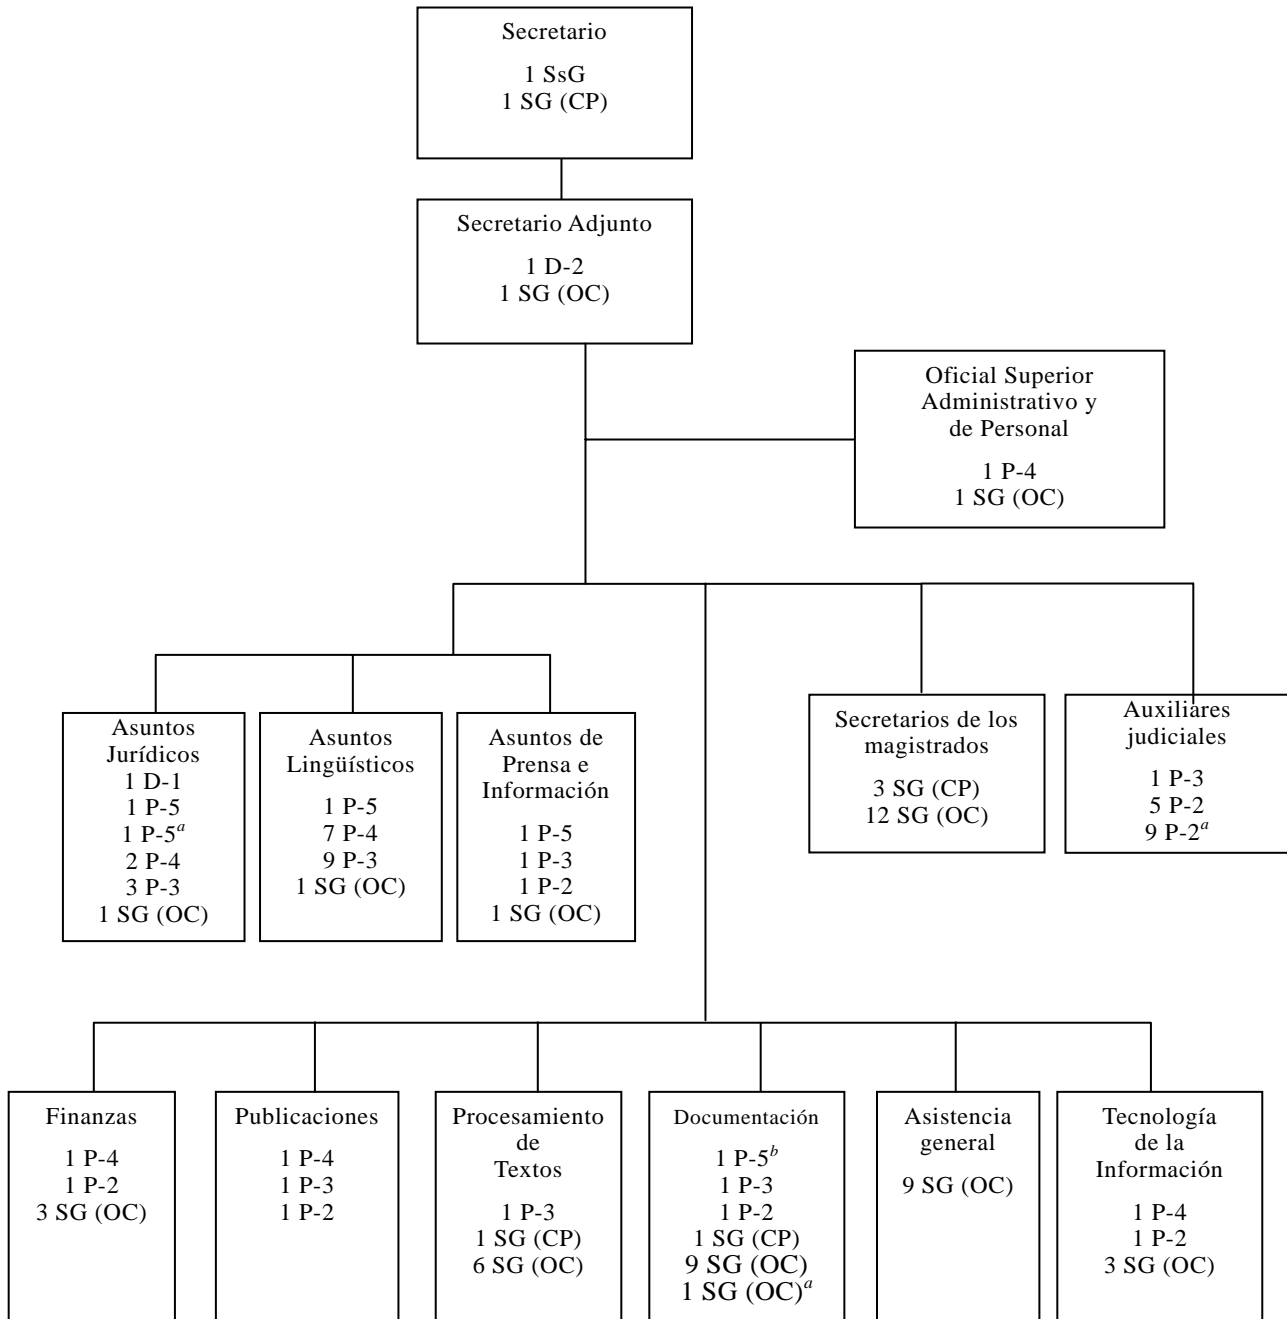 Secretario
1 SsG
1 SG (CP)
Secretario Adjunto
1 D-2
1 SG (OC)
Oficial Superior
Administrativo y
de Personal
1 P-4
1 SG (OC)
Asuntos
Jurídicos
1 D-1
1 P-5
1 P-5a
2 P-4
3 P-3
1 SG (OC)
Asuntos
Lingüísticos
1 P-5
7 P-4
9 P-3
1 SG (OC)
Asuntos de
Prensa e
Información
1 P-5
1 P-3
1 P-2
1 SG (OC)
Secretarios de los
magistrados
3 SG (CP)
12 SG (OC)
Auxiliares
judiciales
1 P-3
5 P-2
9 P-2a
Finanzas
1 P-4
1 P-2
3 SG (OC)
Publicaciones
1 P-4
1 P-3
1 P-2
Procesamiento
de
Textos
1 P-3
1 SG (CP)
6 SG (OC)
Documentación
1 P-5b
1 P-3
1 P-2
1 SG (CP)
9 SG (OC)
1 SG (OC)a
Asistencia
general
9 SG (OC)
Tecnología
de la
Información
1 P-4
1 P-2
3 SG (OC)